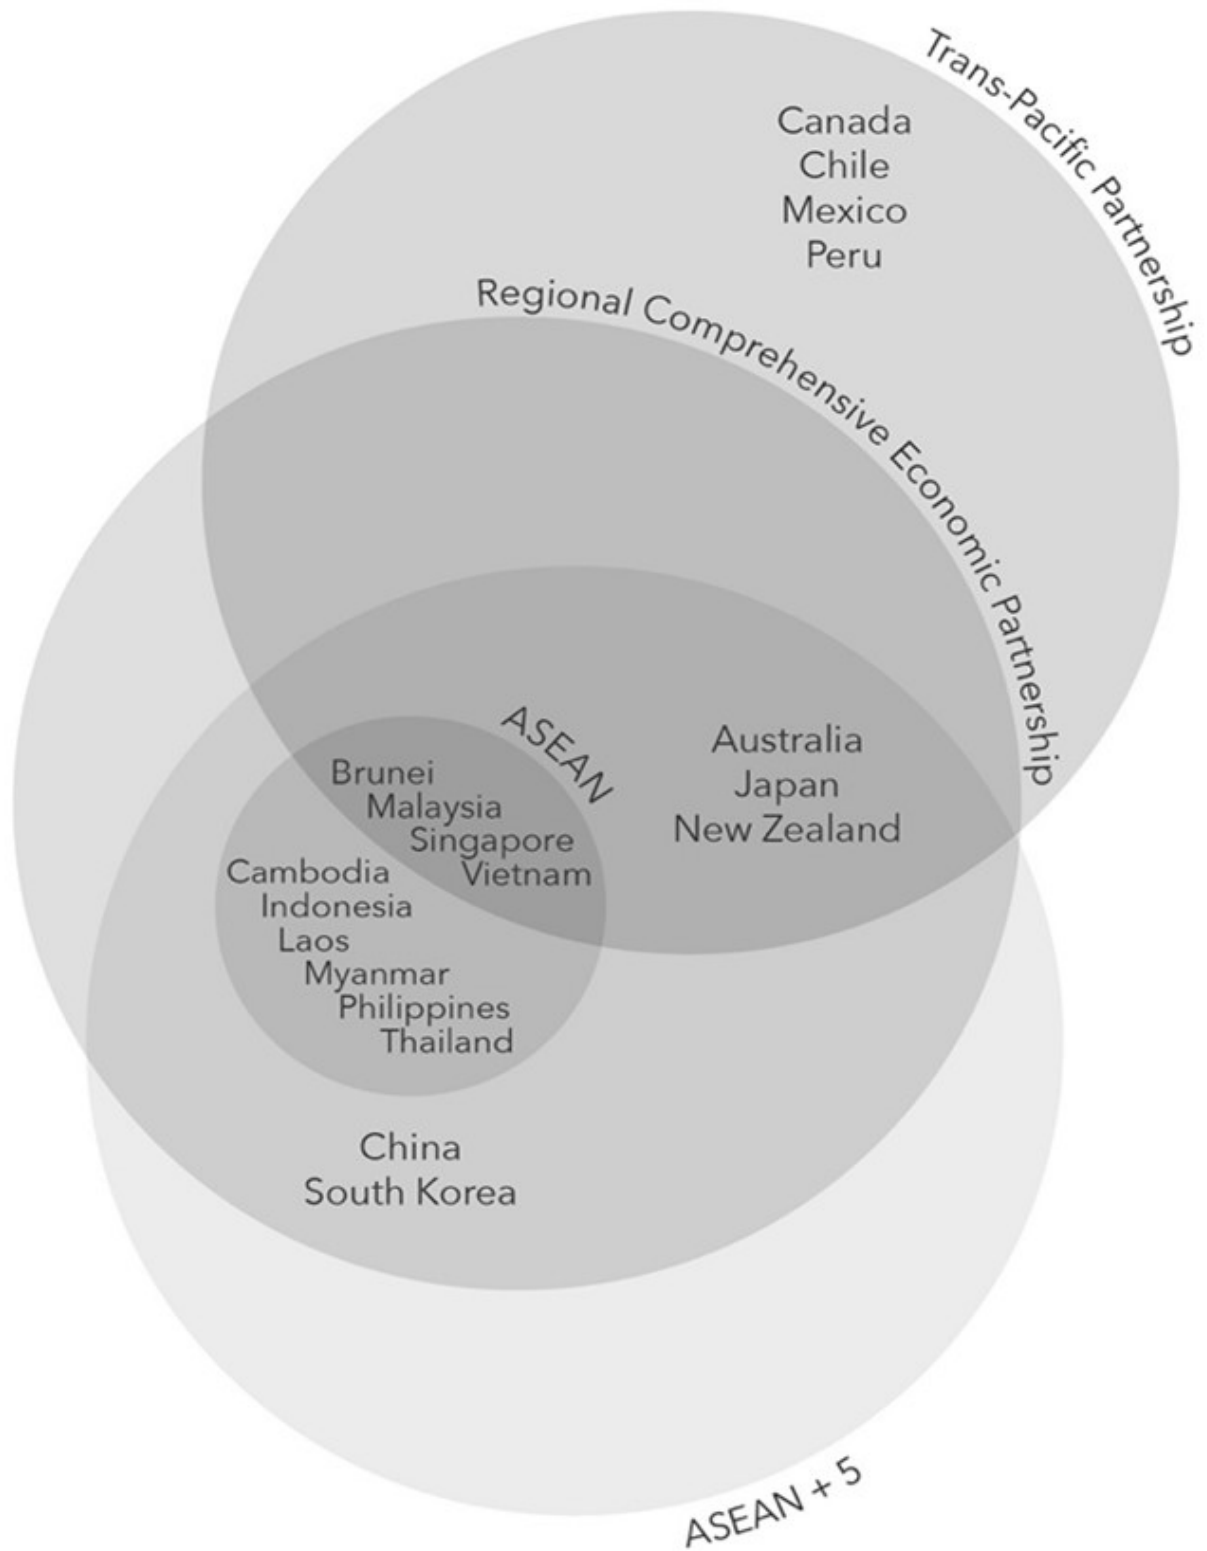 Trans-Pacific Partnership
Canada
Chile
Mexico
Peru
Regional Comprehensive Economic Partnership
ASEAN
Australia
Japan
New Zealand
Brunei
Malaysia
Singapore
Vietnam
Cambodia
Indonesia
Laos
Myanmar
Philippines
Thailand
China
South Korea
ASEAN + 5